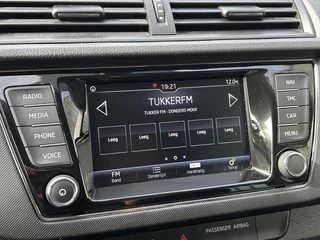 19:21
12.0°
TUKKERFM
TUKKER FM - DONDERS MOOI!
Leeg Leeg Leeg Leeg Leeg
FM
Band
Zenderlijst
Handmatig
Setup
RADIO
MEDIA
PHONE
VOICE
NAV
TMC
CAR
MENU
PASSENGER AIRBAG